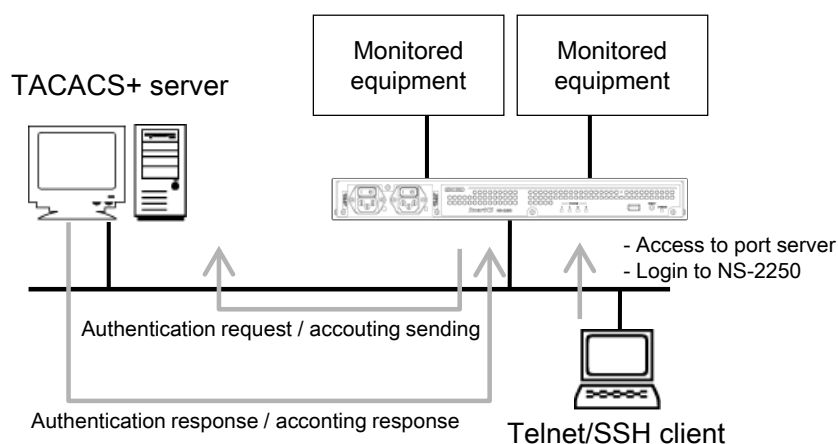 Monitored
equipment
Monitored
equipment
TACACS+ server
- Access to port server
- Login to NS-2250
Authentication request / accouting sending
Authentication response / acconting response
Telnet/SSH client